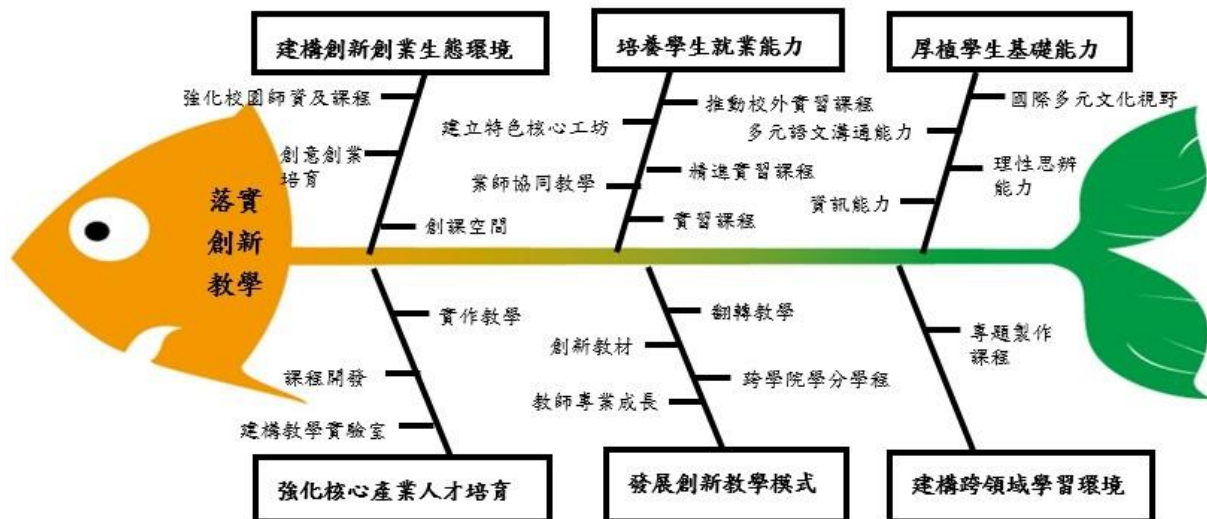 建構創新創業生態環境
培養學生就業能力
厚植學生基礎能力
強化校園師資及課程
創意創業
培育
創課空間
推動校外實習課程
建立特色核心工坊
精進實習課程
業師協同教學
實習課程
國際多元文化視野
多元語文溝通能力
理性思辨
能力
資訊能力
落實
創新
教學
實作教學
課程開發
建構教學實驗室
翻轉教學
創新教材
跨學院學分學程
教師專業成長
專題製作
課程
強化核心產業人才培育
發展創新教學模式
建構跨領域學習環境